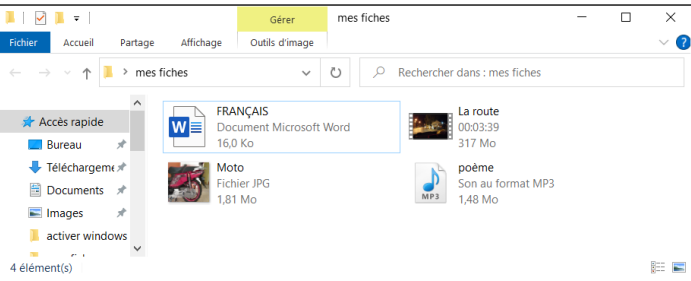 Gérer
mes fiches
Fichier
Accueil
Partage
Affichage
Outils d'image
mes fiches
Rechercher dans : mes fiches
Accès rapide
Bureau
Téléchargeme
Documents
Images
activer windows
FRANÇAIS
Document Microsoft Word
16,0 Ko
La route
00:03:39
317 Mo
Moto
Fichier JPG
1,81 Mo
poème
Son au format MP3
1,48 Mo
MP3
4 élément(s)